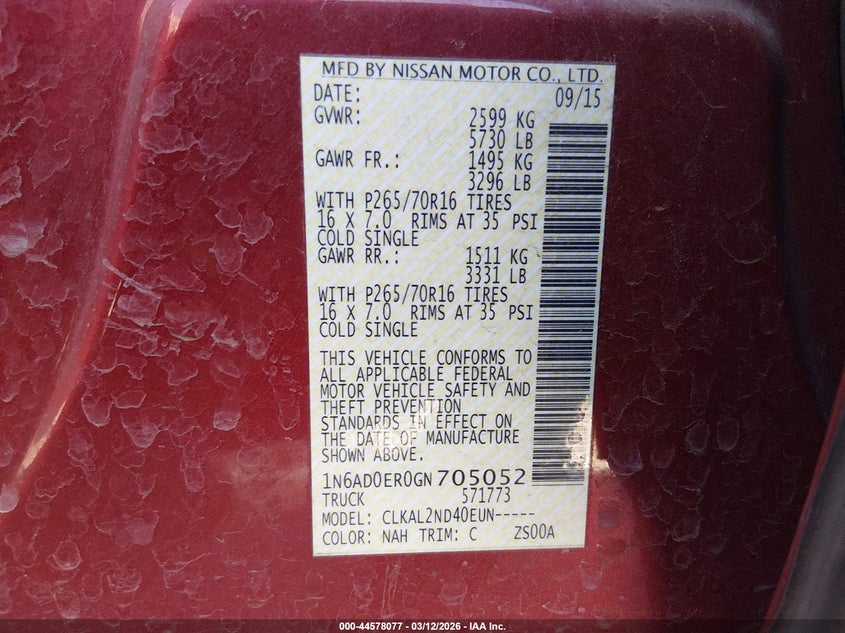 MFD BY NISSAN MOTOR CO., LTD.
DATE: 09/15
GVWR: 2599 KG
5730 LB
GAWR FR.: 1495 KG
3296 LB
WITH P265/70R16 TIRES
16 X 7.0 RIMS AT 35 PSI
COLD SINGLE
GAWR RR.: 1511 KG
3331 LB
WITH P265/70R16 TIRES
16 X 7.0 RIMS AT 35 PSI
COLD SINGLE
THIS VEHICLE CONFORMS TO
ALL APPLICABLE FEDERAL
MOTOR VEHICLE SAFETY AND
THEFT PREVENTION
STANDARDS IN EFFECT ON
THE DATE OF MANUFACTURE
SHOWN ABOVE.
1N6AD0ER0GN705052
TRUCK 571773
MODEL: CLKAL2ND40EUN-----
COLOR: NAH TRIM: C ZS00A
000-44578077 - 03/12/2026 - IAA Inc.